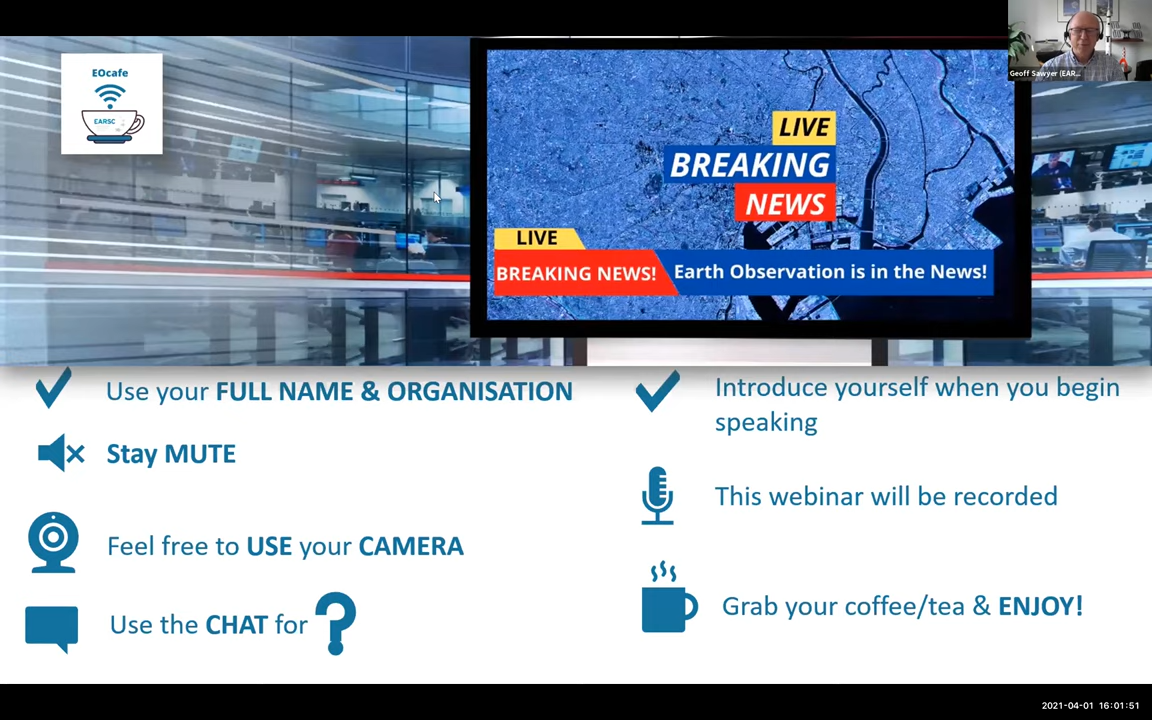 EOcafe
EARSC
Geoff Sawyer (EAR...
LIVE
BREAKING
NEWS
LIVE
BREAKING NEWS!
Earth Observation is in the News!
Use your FULL NAME & ORGANISATION
Stay MUTE
Feel free to USE your CAMERA
Use the CHAT for ?
Introduce yourself when you begin
speaking
This webinar will be recorded
Grab your coffee/tea & ENJOY!
2021-04-01 16:01:51